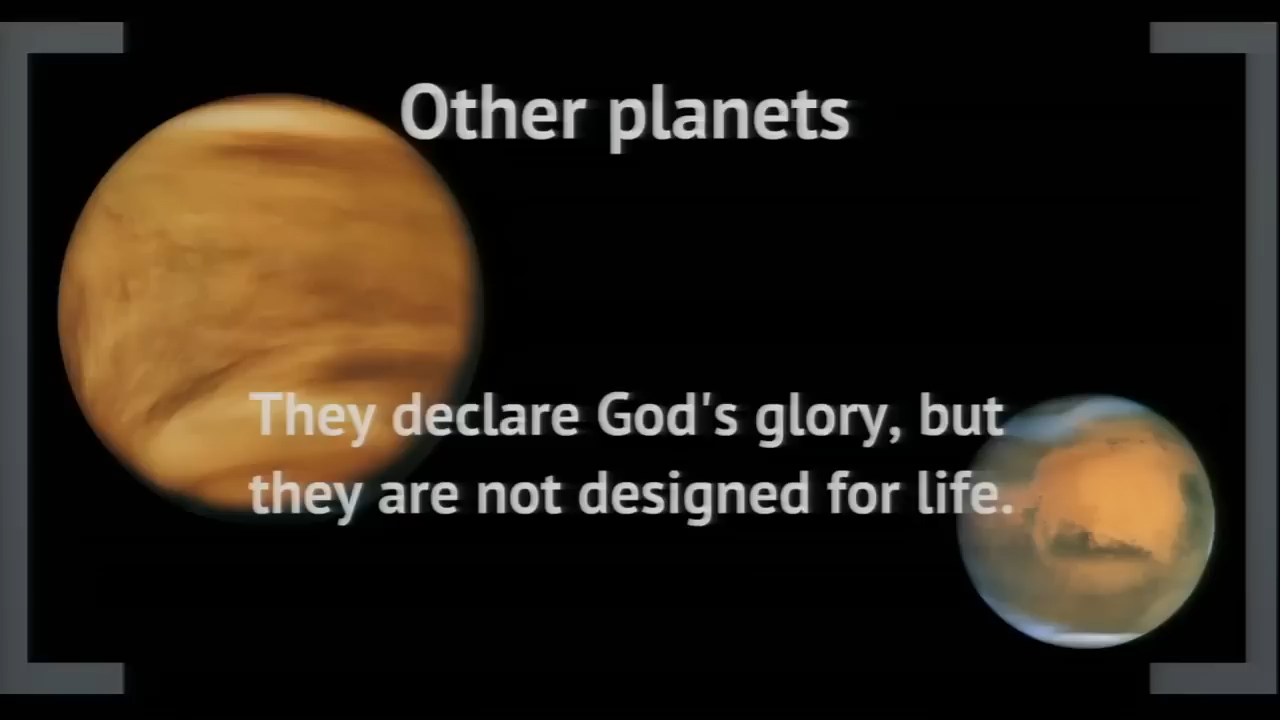 Other planets
They declare God's glory, but
they are not designed for life.